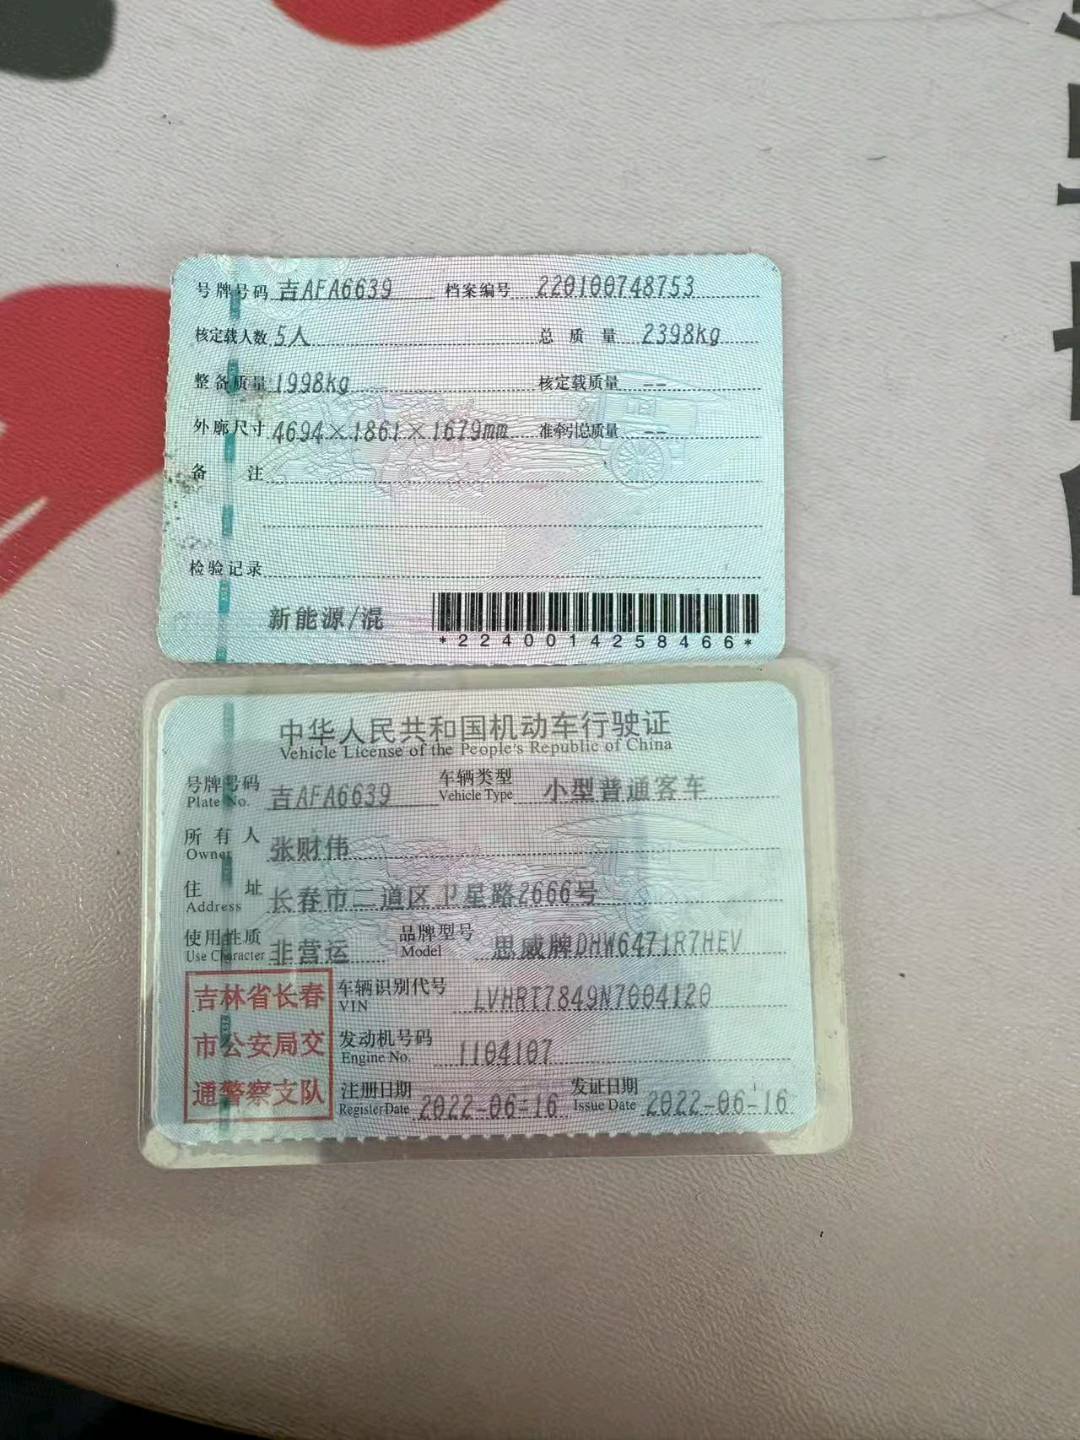 号牌号码 吉AFA6639 档案编号 220100748753
核定载人数 5人 总质量 2398kg
整备质量 1998kg 核定载质量 --
外廓尺寸 4694×1861×1679mm 准牵引总质量 --
备注
检验记录
新能源/混
*2240014258466*
中华人民共和国机动车行驶证
Vehicle License of the People's Republic of China
号牌号码 吉AFA6639 车辆类型 小型普通客车
Plate No. Vehicle Type
所有人 张财伟
Owner
住址 长春市二道区卫星路2666号
Address
使用性质 非营运 品牌型号 思威牌DHW6471R7HEV
Use Character Model
吉林省长春
市公安局交
通警察支队
车辆识别代号 LVHRT7849N7004120
VIN
发动机号码 1104107
Engine No.
注册日期 2022-06-16 发证日期 2022-06-16
Register Date Issue Date